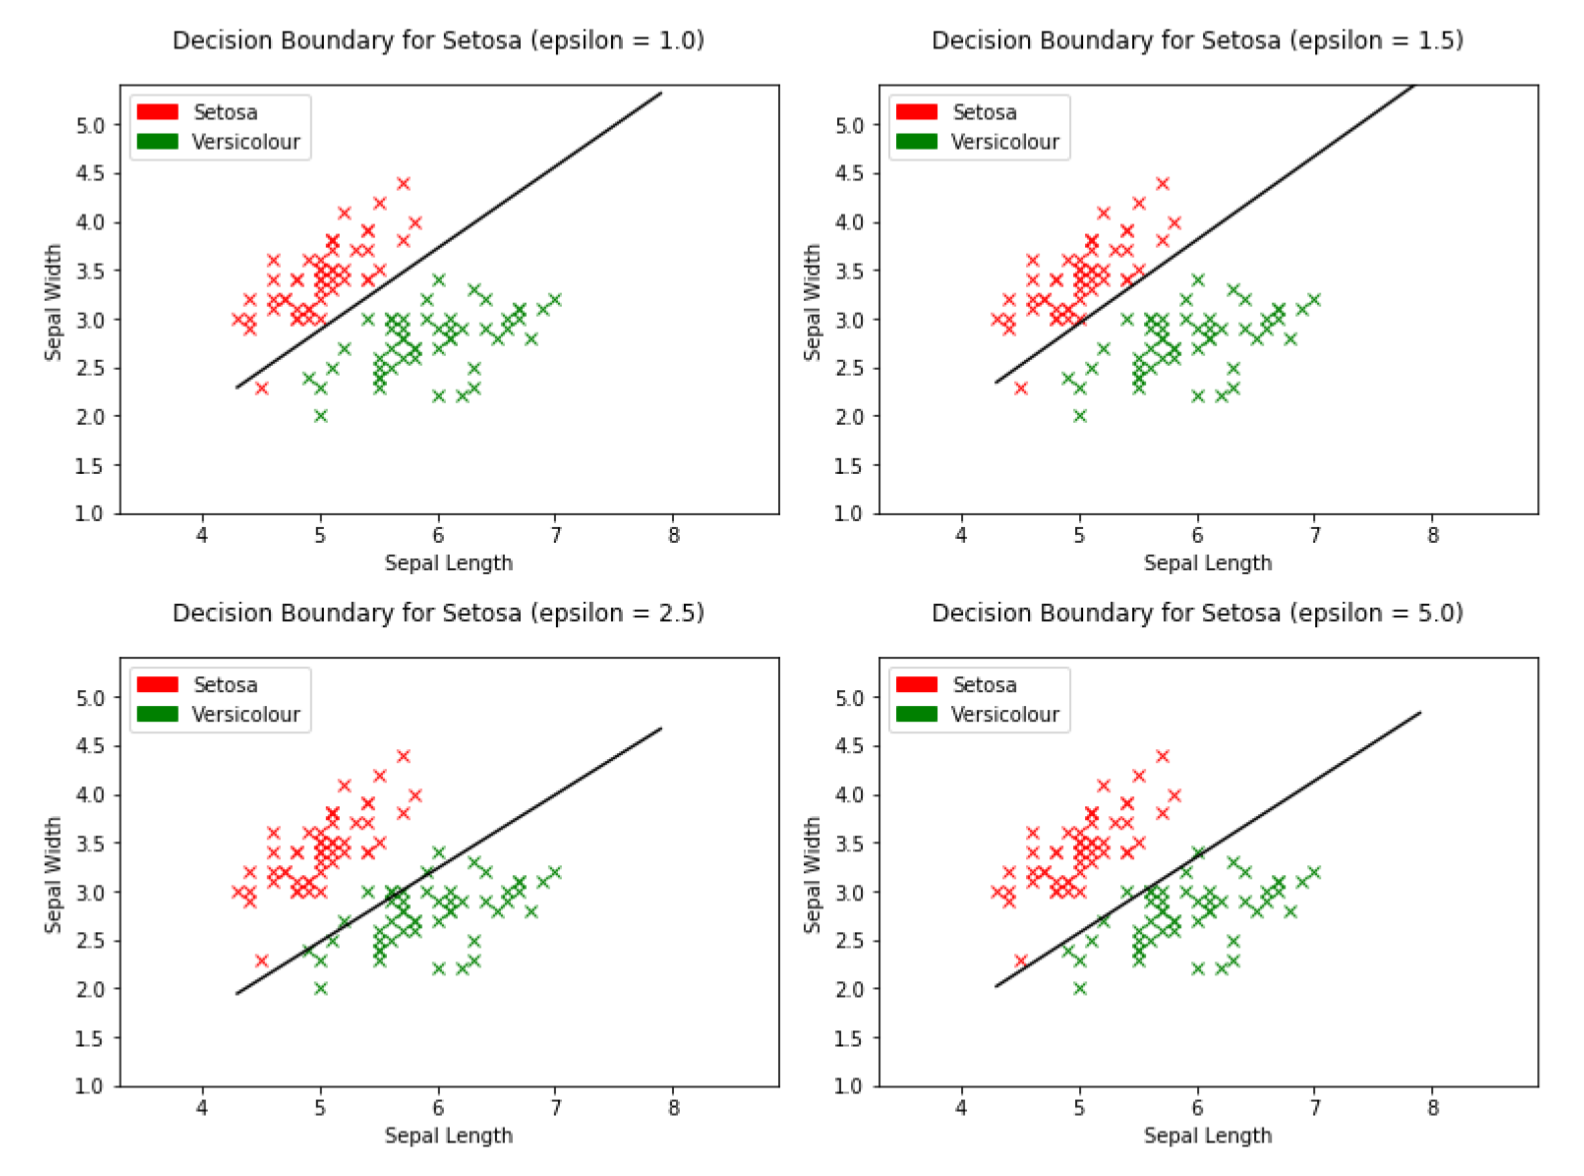 Decision Boundary for Setosa (epsilon = 1.0)
Setosa
Versicolour
5.0
4.5
4.0
3.5
3.0
2.5
2.0
1.5
1.0
Sepal Width
4 5 6 7 8
Sepal Length
Decision Boundary for Setosa (epsilon = 1.5)
Setosa
Versicolour
5.0
4.5
4.0
3.5
3.0
2.5
2.0
1.5
1.0
Sepal Width
4 5 6 7 8
Sepal Length
Decision Boundary for Setosa (epsilon = 2.5)
Setosa
Versicolour
5.0
4.5
4.0
3.5
3.0
2.5
2.0
1.5
1.0
Sepal Width
4 5 6 7 8
Sepal Length
Decision Boundary for Setosa (epsilon = 5.0)
Setosa
Versicolour
5.0
4.5
4.0
3.5
3.0
2.5
2.0
1.5
1.0
Sepal Width
4 5 6 7 8
Sepal Length